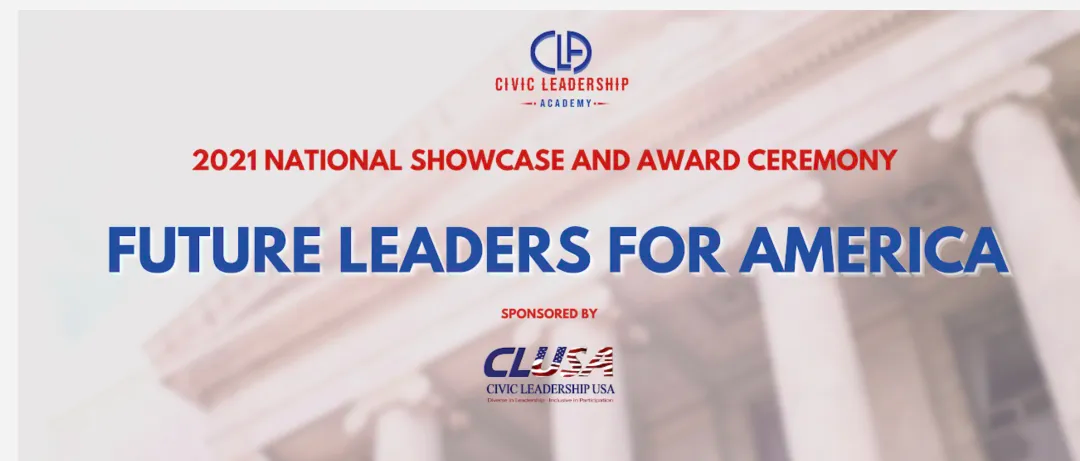 CLA
CIVIC LEADERSHIP
ACADEMY
2021 NATIONAL SHOWCASE AND AWARD CEREMONY
FUTURE LEADERS FOR AMERICA
SPONSORED BY
CLUSA
CIVIC LEADERSHIP USA
Diverse in Leadership · Inclusive in Participation